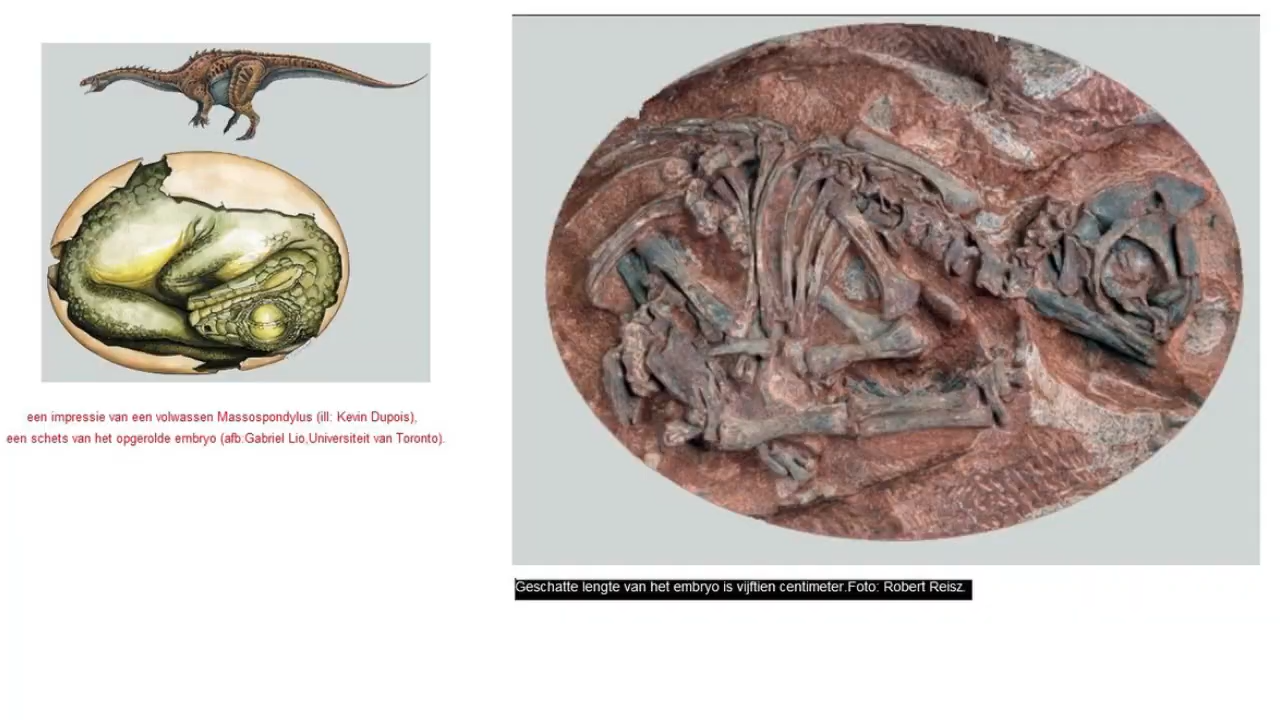 een impressie van een volwassen Massospondylus (ill: Kevin Dupois),
een schets van het opgerolde embryo (afb:Gabriel Lio,Universiteit van Toronto).
Geschatte lengte van het embryo is vijftien centimeter.Foto: Robert Reisz.